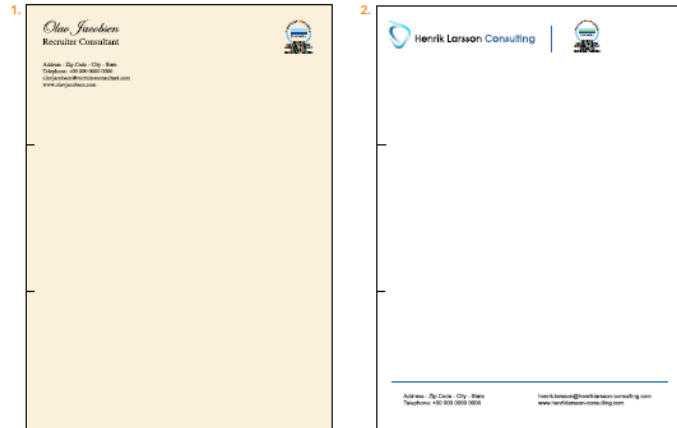 1.
Olav Jacobsen
Recruiter Consultant
Address - Zip Code - City - State
Telephone: +00 000 0000 0000
www.olavjacobsen.com
2.
Henrik Larsson Consulting
Address - Zip Code - City - State
Telephone: +00 000 0000 0000
henrik.larsson@henriklarsson-consulting.com
www.henriklarsson-consulting.com